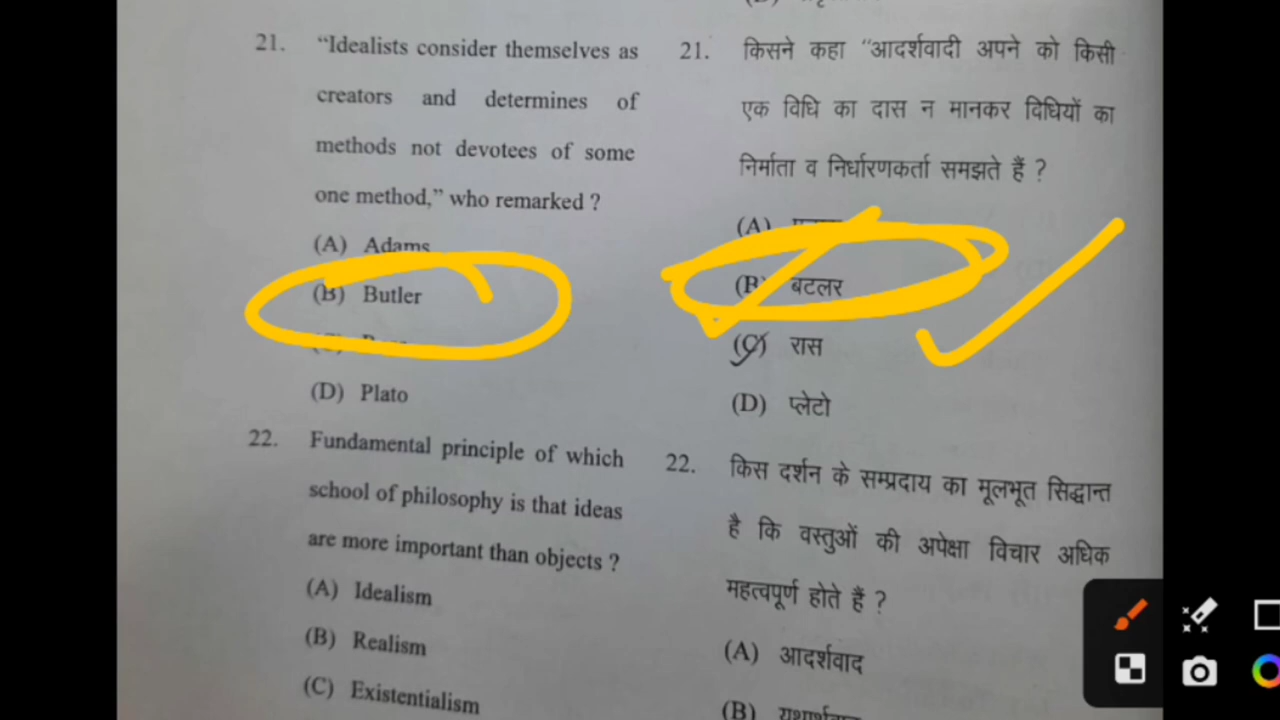 21. "Idealists consider themselves as
creators and determines of
methods not devotees of some
one method," who remarked ?
(A) Adams
(B) Butler
(D) Plato
22. Fundamental principle of which
school of philosophy is that ideas
are more important than objects ?
(A) Idealism
(B) Realism
(C) Existentialism
21. किसने कहा "आदर्शवादी अपने को किसी
एक विधि का दास न मानकर विधियों का
निर्माता व निर्धारणकर्ता समझते हैं ?
(A)
(B) बटलर
(C) रास
(D) प्लेटो
22. किस दर्शन के सम्प्रदाय का मूलभूत सिद्धान्त
है कि वस्तुओं की अपेक्षा विचार अधिक
महत्वपूर्ण होते हैं ?
(A) आदर्शवाद
(B)